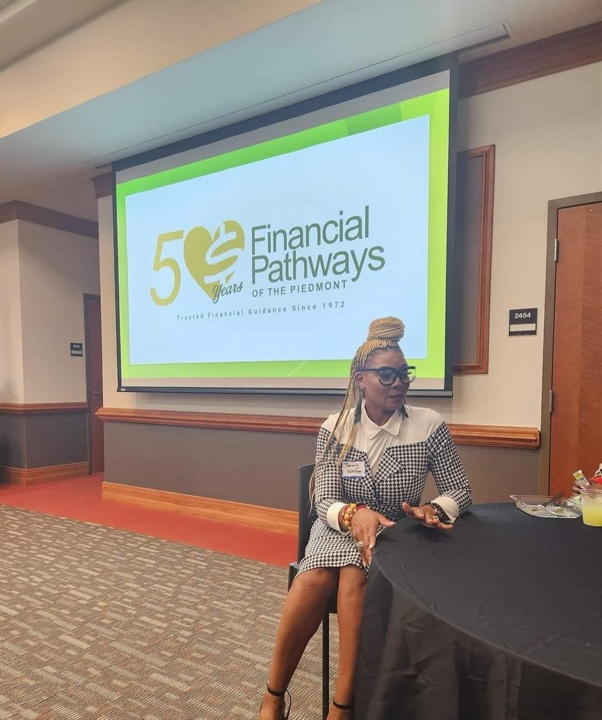 50
Years
Financial
Pathways
OF THE PIEDMONT
Trusted Financial Guidance Since 1972
2454